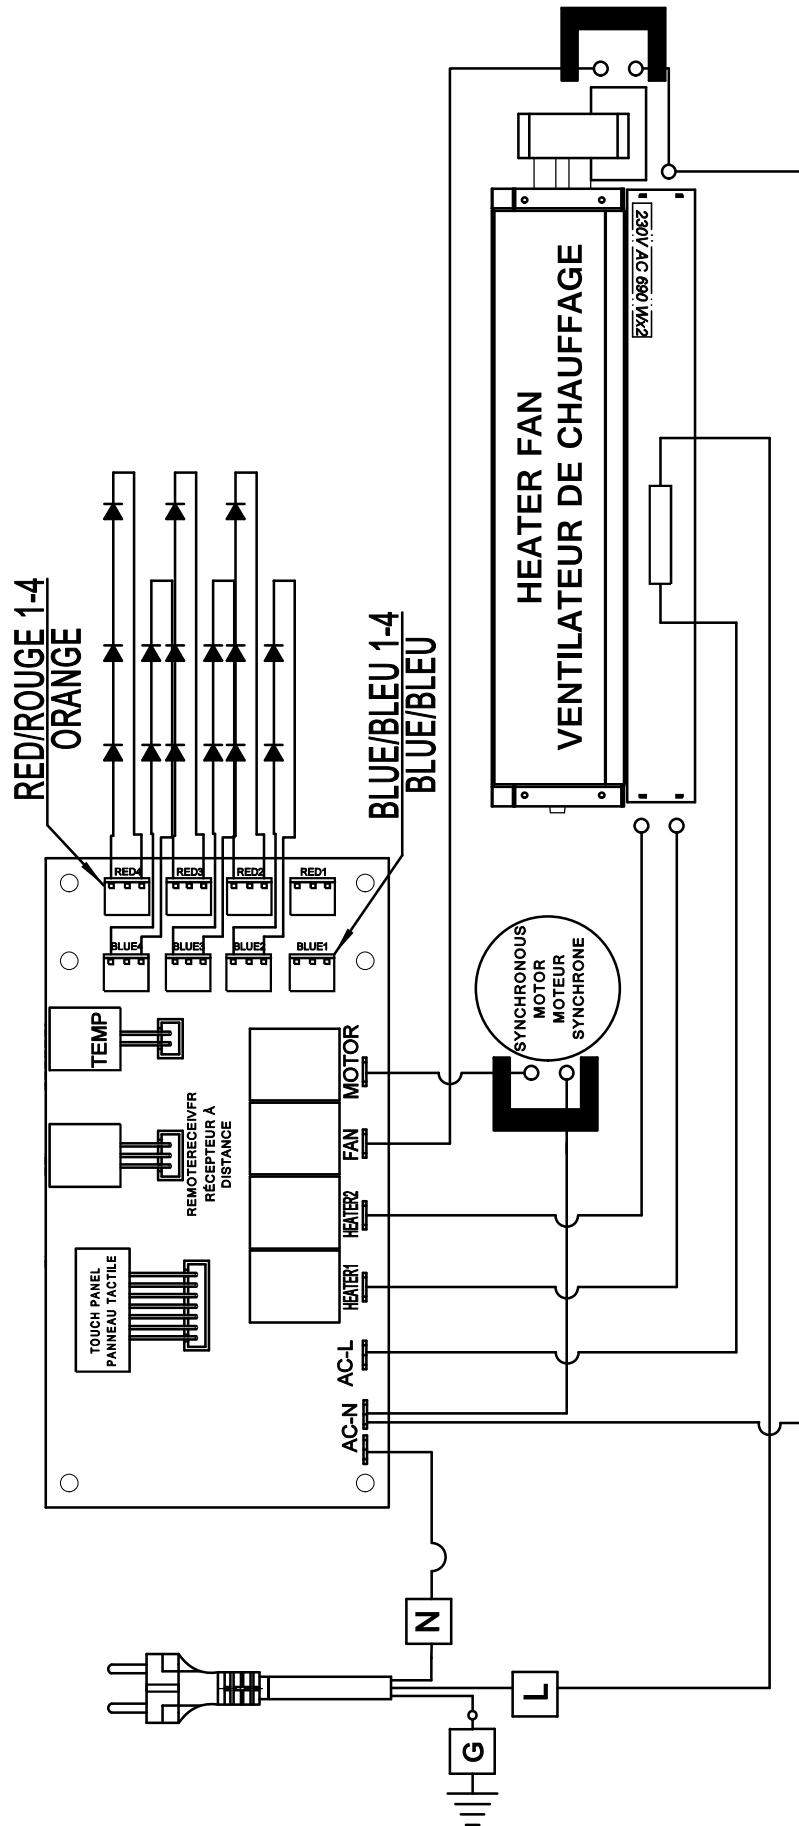 RED/ROUGE 1-4
ORANGE
BLUE/BLEU 1-4
BLUE/BLEU
HEATER FAN
VENTILATEUR DE CHAUFFAGE
230V AC 690 Wx2
RED4
RED3
RED2
RED1
BLUE4
BLUE3
BLUE2
BLUE1
TEMP
REMOTERECEIVFR
RÉCEPTEUR À
DISTANCE
TOUCH PANEL
PANNEAU TACTILE
MOTOR
FAN
HEATER2
HEATER1
AC-L
AC-N
SYNCHRONOUS
MOTOR
MOTEUR
SYNCHRONE
N
L
G